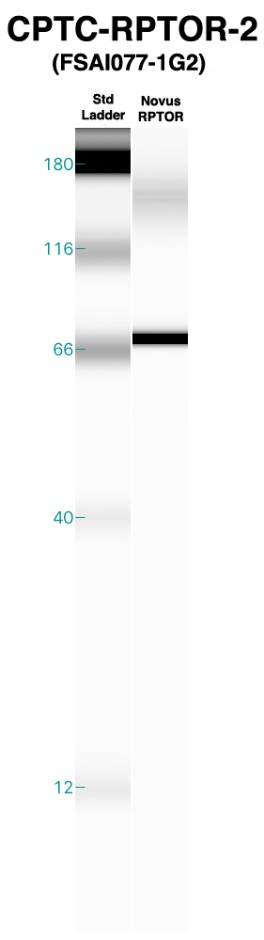 CPTC-RPTOR-2
(FSAI077-1G2)
Std Ladder
Novus RPTOR
180
116
66
40
12